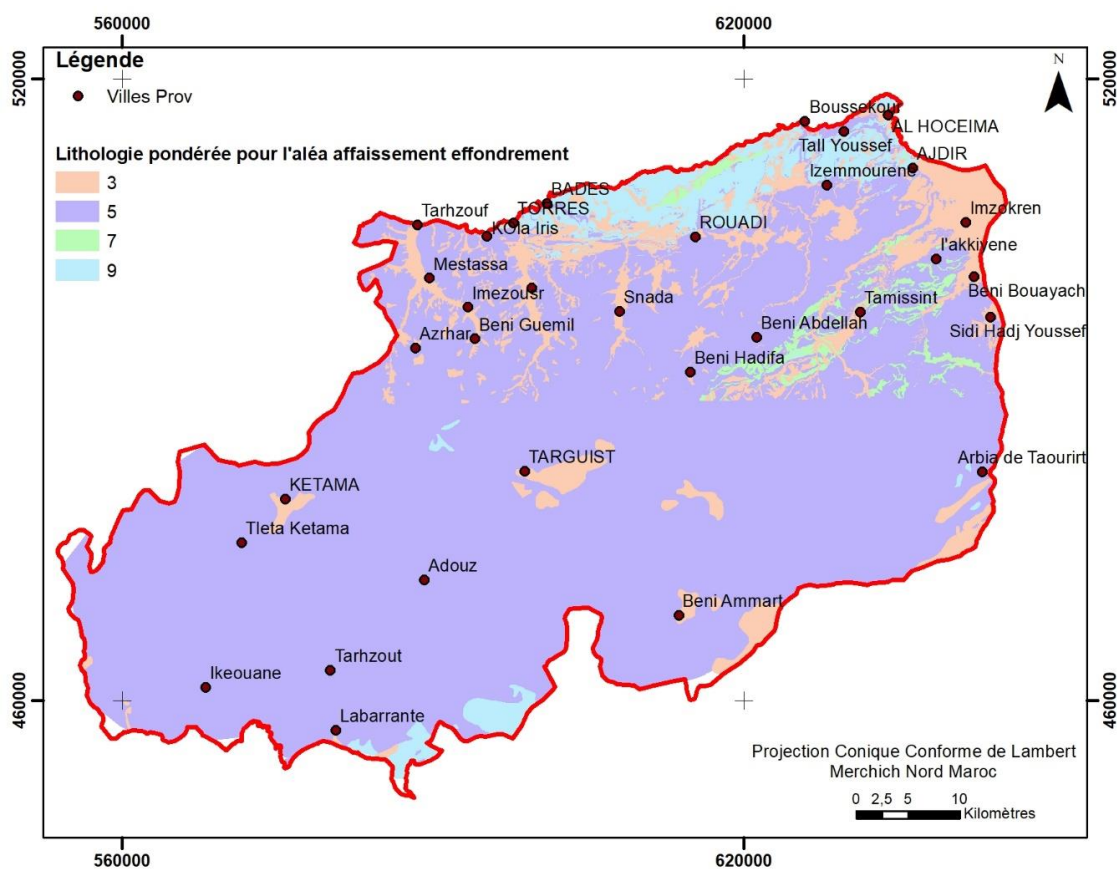 560000
620000
520000
520000
Légende
Villes Prov
Lithologie pondérée pour l'aléa affaissement effondrement
3
5
7
9
N
Boussekour
AL HOCEIMA
Tall Youssef
AJDIR
Izemmourene
BADES
TORRES
Tarhzouf
KOla Iris
ROUADI
Imzokren
I'akkiyene
Mestassa
Beni Bouayach
Imezousr
Snada
Tamissint
Beni Guemil
Beni Abdellah
Sidi Hadj Youssef
Azrhar
Beni Hadifa
TARGUIST
Arbia de Taourirt
KETAMA
Tleta Ketama
Adouz
Beni Ammart
Tarhzout
Ikeouane
Labarrante
460000
460000
Projection Conique Conforme de Lambert
Merchich Nord Maroc
0 2,5 5 10
Kilomètres
560000
620000